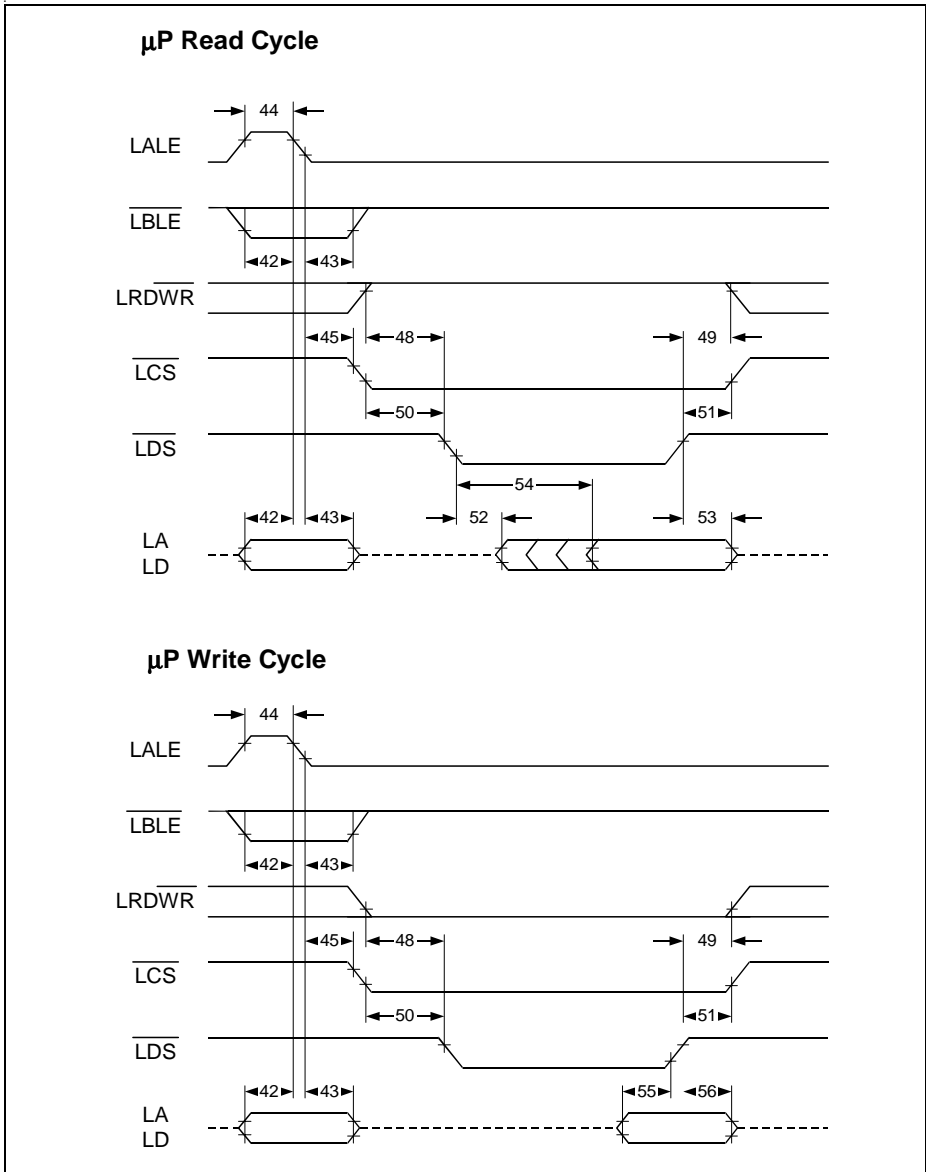 μP Read Cycle
44
LALE
LBLE
42 43
LRDWR
45 48 49
LCS
50 51
LDS
54
42 43 52 53
LA
LD
μP Write Cycle
44
LALE
LBLE
42 43
LRDWR
45 48 49
LCS
50 51
LDS
42 43 55 56
LA
LD